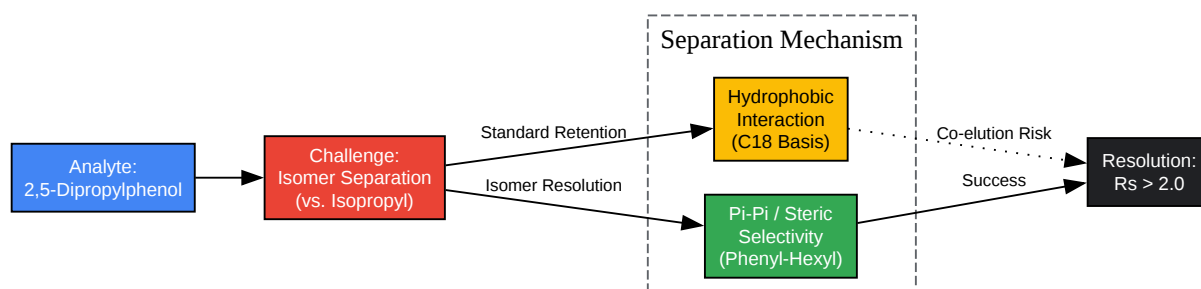 Separation Mechanism
Analyte:
2,5-Dipropylphenol
Challenge:
Isomer Separation
(vs. Isopropyl)
Standard Retention
Isomer Resolution
Hydrophobic
Interaction
(C18 Basis)
Pi-Pi / Steric
Selectivity
(Phenyl-Hexyl)
Co-elution Risk
Success
Resolution:
Rs > 2.0